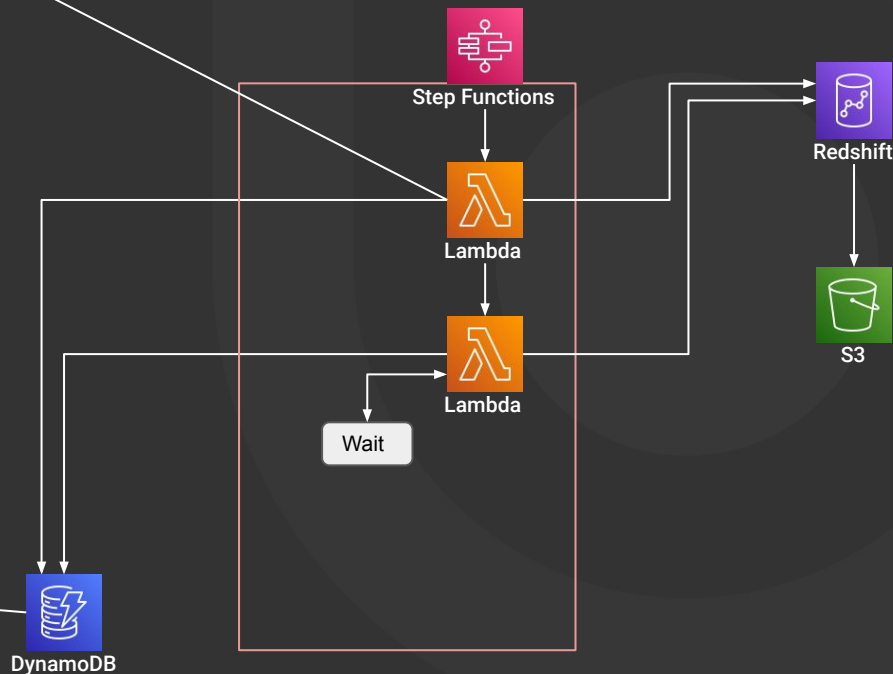 Step Functions
Redshift
Lambda
S3
Lambda
Wait
DynamoDB